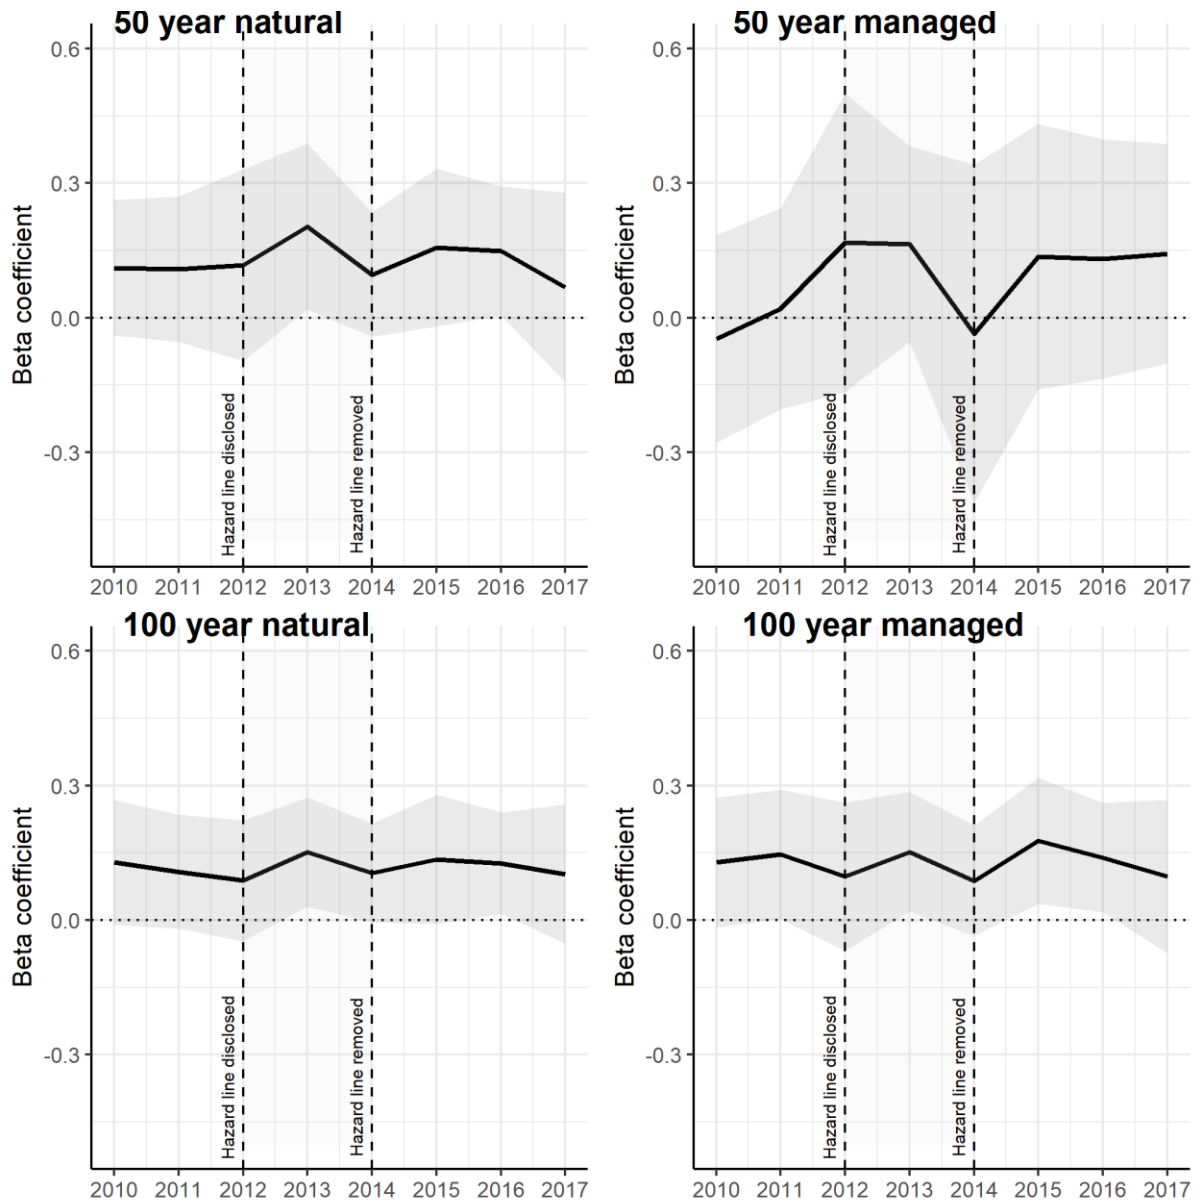 50 year natural
0.6
0.3
0.0
-0.3
Beta coefficient
Hazard line disclosed
Hazard line removed
2010 2011 2012 2013 2014 2015 2016 2017
50 year managed
0.6
0.3
0.0
-0.3
Beta coefficient
Hazard line disclosed
Hazard line removed
2010 2011 2012 2013 2014 2015 2016 2017
100 year natural
0.6
0.3
0.0
-0.3
Beta coefficient
Hazard line disclosed
Hazard line removed
2010 2011 2012 2013 2014 2015 2016 2017
100 year managed
0.6
0.3
0.0
-0.3
Beta coefficient
Hazard line disclosed
Hazard line removed
2010 2011 2012 2013 2014 2015 2016 2017